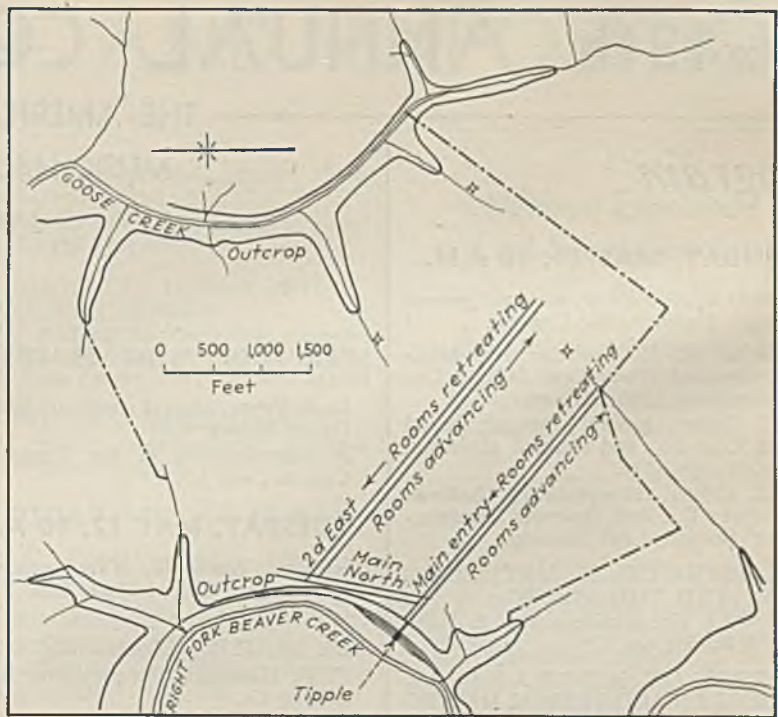 GOOSE CREEK
Outcrop
0 500 1,000 1,500
Feet
Rooms retreating
Rooms advancing
2d East
Rooms retreating
Main entry
Rooms advancing
Main
North
Outcrop
RIGHT FORK BEAVER CREEK
Tipple